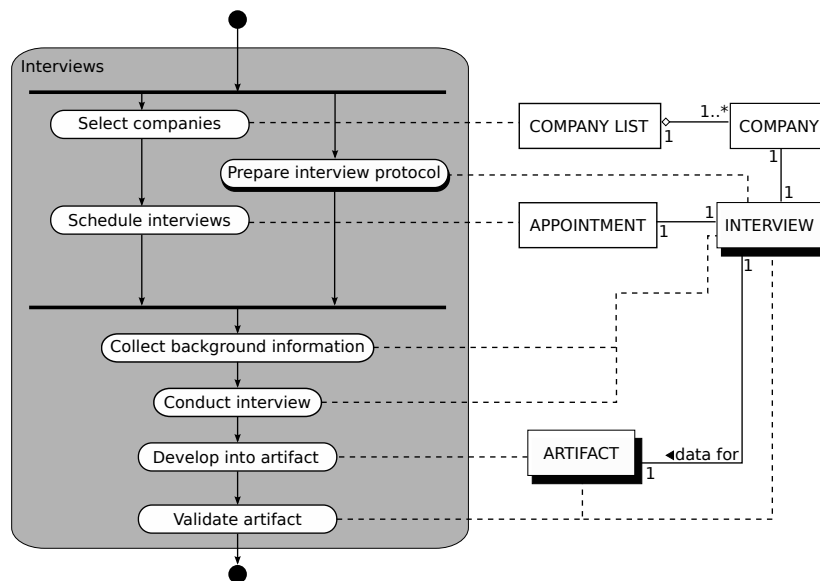 Interviews
Select companies
COMPANY LIST
1
1..*
COMPANY
1
Prepare interview protocol
1
Schedule interviews
APPOINTMENT
1
1
INTERVIEW
1
Collect background information
Conduct interview
Develop into artifact
ARTIFACT
1
◀data for
Validate artifact